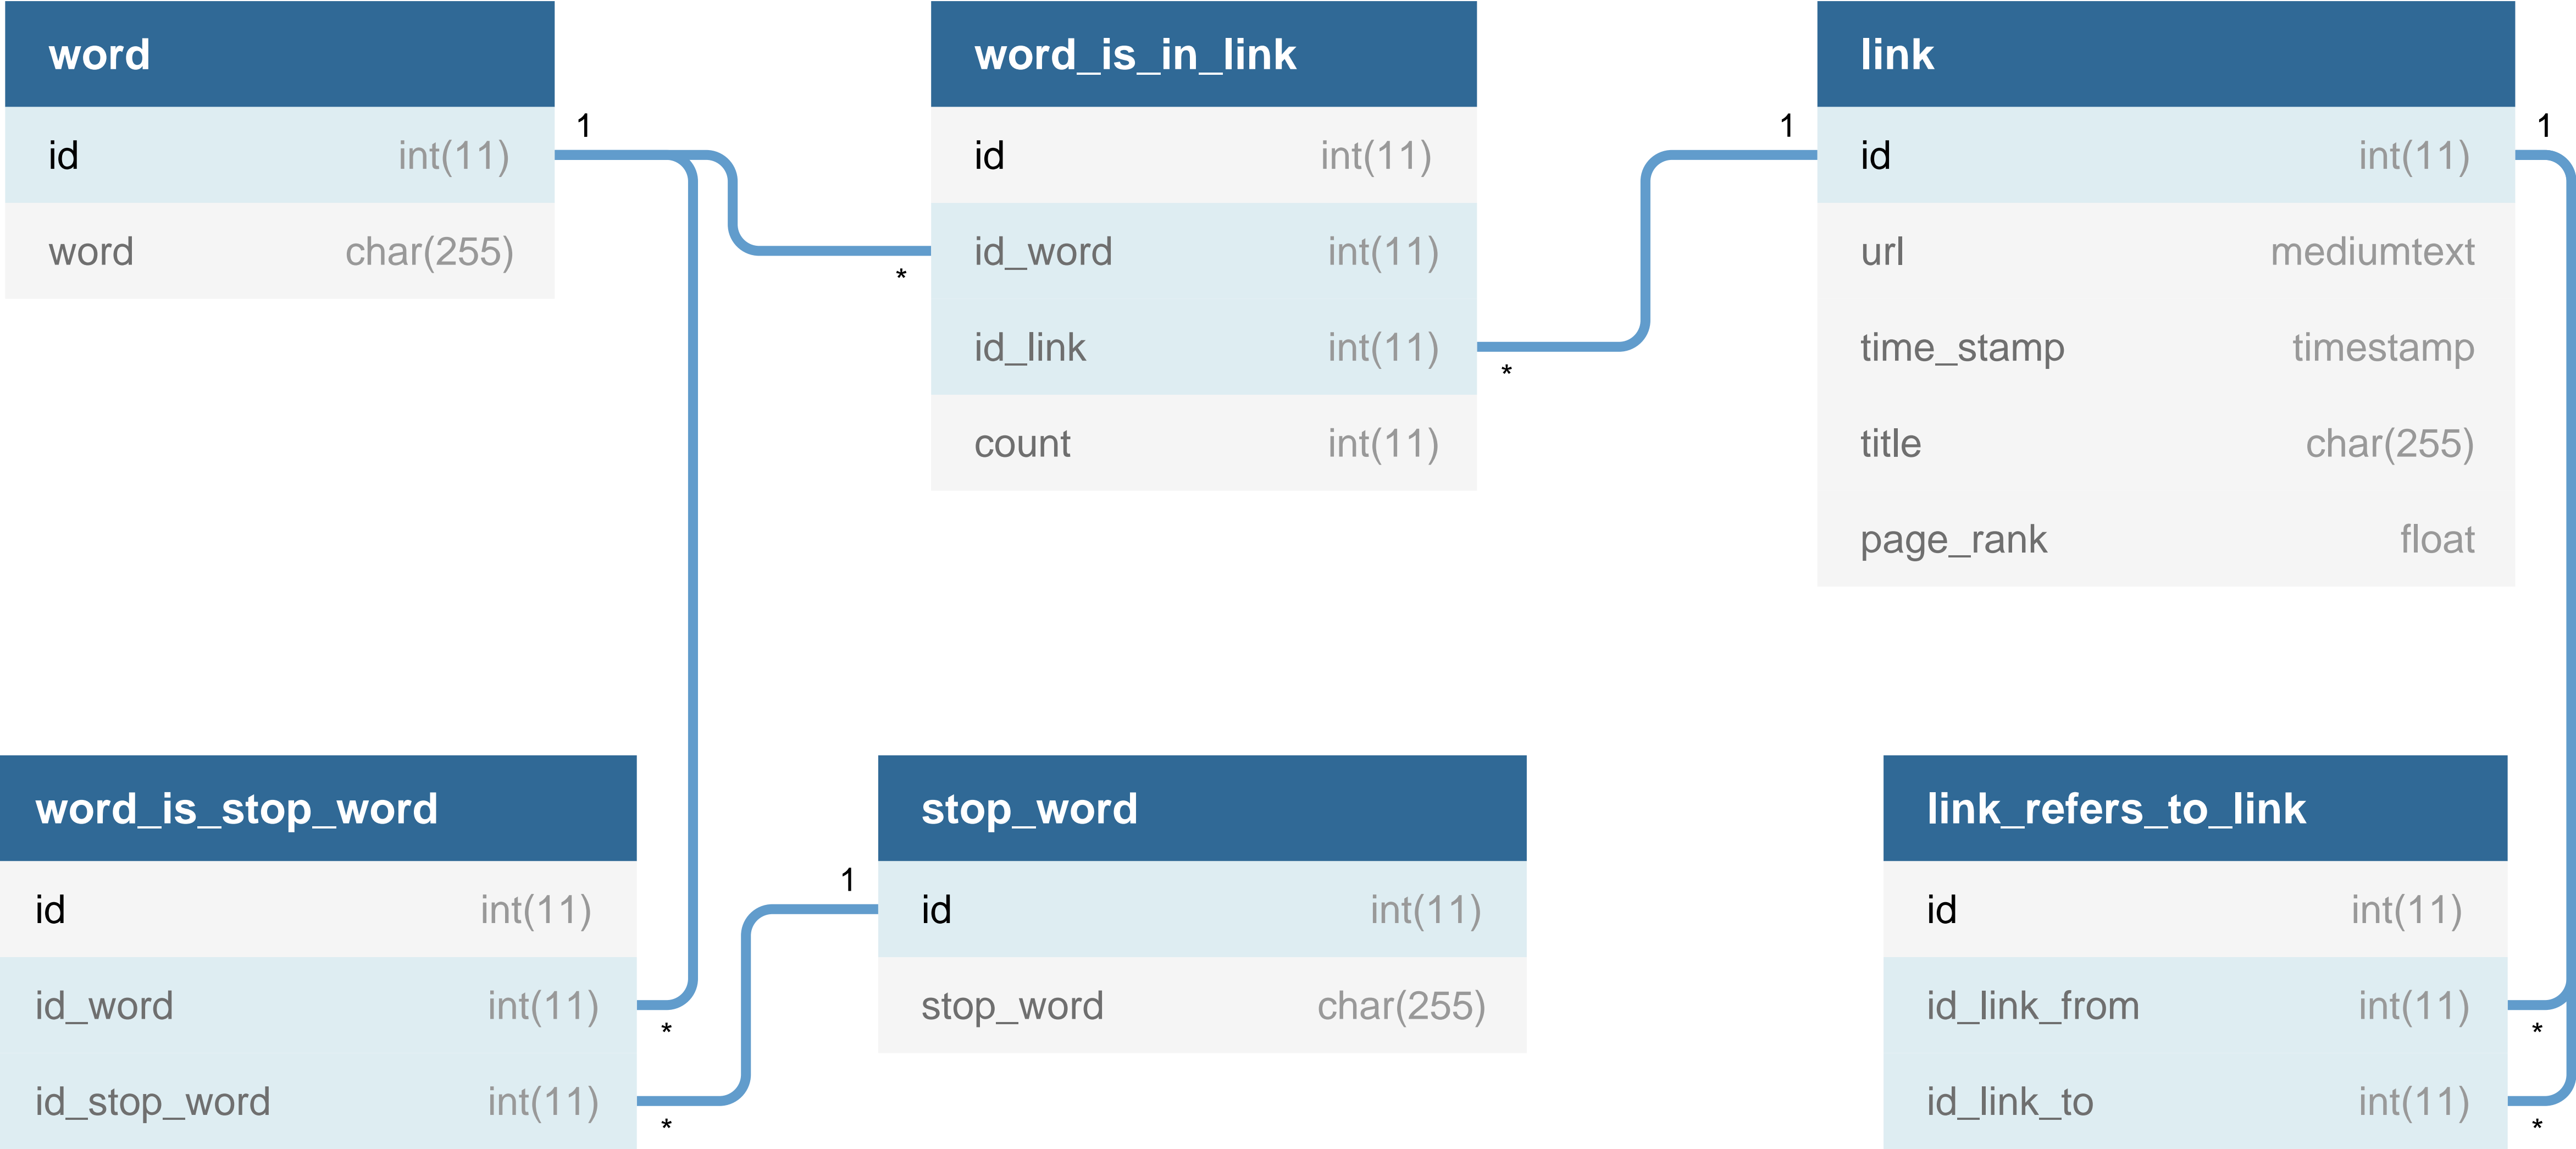 word
id int(11)
word char(255)
1
*
word_is_in_link
id int(11)
id_word int(11)
id_link int(11)
count int(11)
*
1
link
id int(11)
url mediumtext
time_stamp timestamp
title char(255)
page_rank float
1
word_is_stop_word
id int(11)
id_word int(11)
id_stop_word int(11)
*
*
1
stop_word
id int(11)
stop_word char(255)
link_refers_to_link
id int(11)
id_link_from int(11)
id_link_to int(11)
*
*